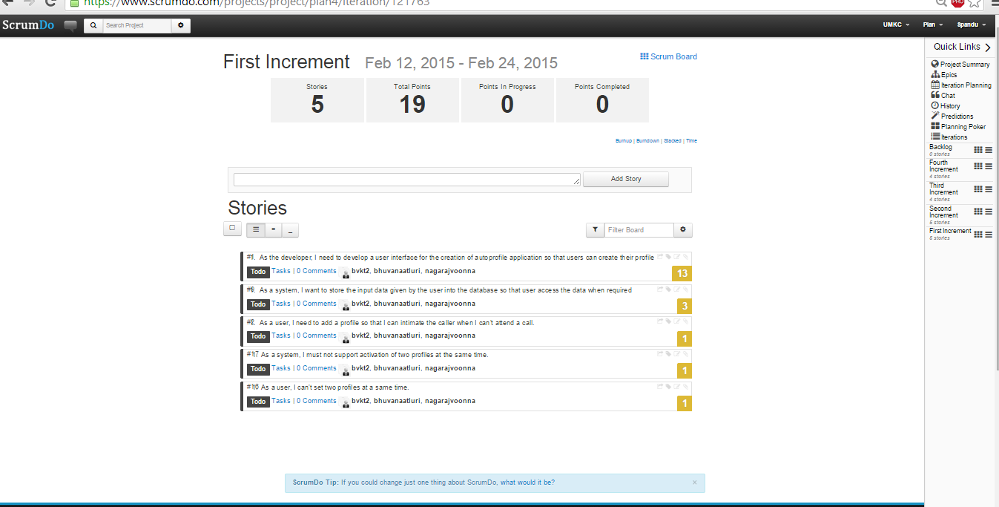 https://www.scrumdo.com/projects/project/plan4/iteration/121763
PRO
ScrumDo
Search Project
UMKC
Plan
Spandu
First Increment Feb 12, 2015 - Feb 24, 2015
Scrum Board
Stories
5
Total Points
19
Points In Progress
0
Points Completed
0
Burnup | Burndown | Stacked | Time
Add Story
Stories
Filter Board
As the developer, I need to develop a user interface for the creation of autoprofile application so that users can create their profile
Todo Tasks | 0 Comments bvkt2, bhuvanaatluri, nagarajvoonna
13
As a system, I want to store the input data given by the user into the database so that user access the data when required
Todo Tasks | 0 Comments bvkt2, bhuvanaatluri, nagarajvoonna
3
As a user, I need to add a profile so that I can intimate the caller when I can't attend a call.
Todo Tasks | 0 Comments bvkt2, bhuvanaatluri, nagarajvoonna
1
As a system, I must not support activation of two profiles at the same time.
Todo Tasks | 0 Comments bvkt2, bhuvanaatluri, nagarajvoonna
1
As a user, I can't set two profiles at a same time.
Todo Tasks | 0 Comments bvkt2, bhuvanaatluri, nagarajvoonna
1
ScrumDo Tip: If you could change just one thing about ScrumDo, what would it be? ×
Quick Links
Project Summary
Epics
Iteration Planning
Chat
History
Predictions
Planning Poker
Iterations
Backlog
0 stories
Fourth
Increment
4 stories
Third
Increment
4 stories
Second
Increment
6 stories
First Increment
6 stories